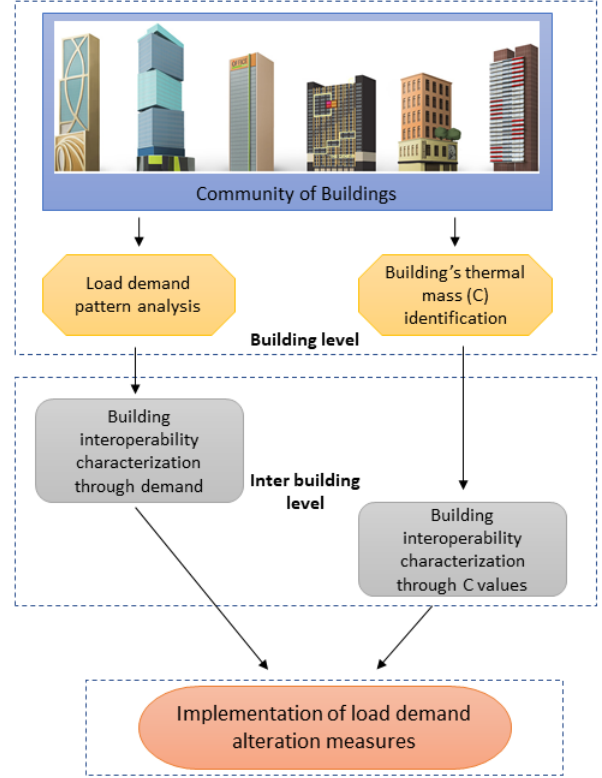 Community of Buildings
Load demand
pattern analysis
Building's thermal
mass (C)
identification
Building level
Building
interoperability
characterization
through demand
Inter building
level
Building
interoperability
characterization
through C values
Implementation of load demand
alteration measures